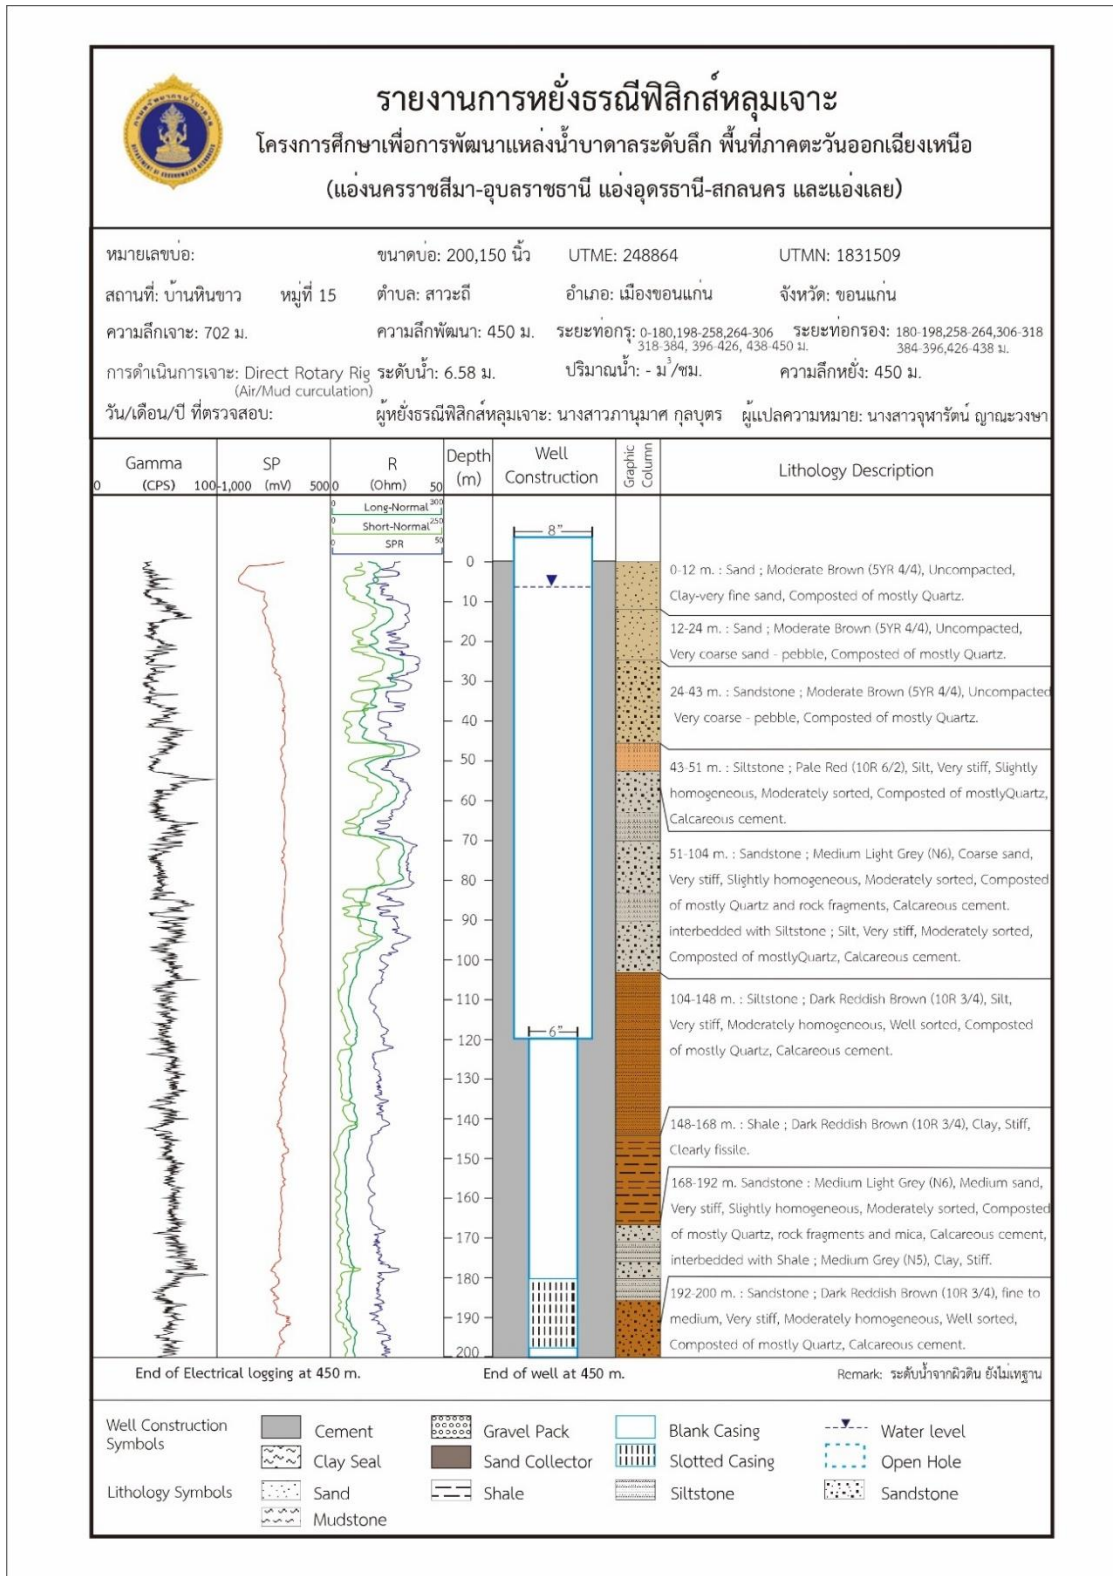 รายงานการหยั่งธรณีฟิสิกส์หลุมเจาะ
โครงการศึกษาเพื่อการพัฒนาแหล่งน้ำบาดาลระดับลึก พื้นที่ภาคตะวันออกเฉียงเหนือ
(แอ่งนครราชสีมา-อุบลราชธานี แอ่งอุดรธานี-สกลนคร และแอ่งเลย)
หมายเลขบ่อ: ขนาดบ่อ: 200,150 นิ้ว UTME: 248864 UTMN: 1831509
สถานที่: บ้านหินขาว หมู่ที่ 15 ตำบล: สาวะถี อำเภอ: เมืองขอนแก่น จังหวัด: ขอนแก่น
ความลึกเจาะ: 702 ม. ความลึกพัฒนา: 450 ม. ระยะท่อกรุ: 0-180,198-258,264-306 ระยะท่อกรอง: 180-198,258-264,306-318
318-384, 396-426, 438-450 ม. 384-396,426-438 ม.
การดำเนินการเจาะ: Direct Rotary Rig ระดับน้ำ: 6.58 ม. ปริมาณน้ำ: - ม³/ชม. ความลึกหยั่ง: 450 ม.
(Air/Mud curculation)
วัน/เดือน/ปี ที่ตรวจสอบ: ผู้หยั่งธรณีฟิสิกส์หลุมเจาะ: นางสาวภานุมาศ กุลบุตร ผู้แปลความหมาย: นางสาวจุฬารัตน์ ญาณะวงษา
Gamma SP R Depth Well Graphic Lithology Description
0 (CPS) 100 -1,000 (mV) 500 0 (Ohm) 50 (m) Construction Column
0 Long-Normal 300
0 Short-Normal 250
0 SPR 50
8"
0
10
20
30
40
50
60
70
80
90
100
110
120
130
140
150
160
170
180
190
200
6"
0-12 m. : Sand ; Moderate Brown (5YR 4/4), Uncompacted,
Clay-very fine sand, Composted of mostly Quartz.
12-24 m. : Sand ; Moderate Brown (5YR 4/4), Uncompacted,
Very coarse sand - pebble, Composted of mostly Quartz.
24-43 m. : Sandstone ; Moderate Brown (5YR 4/4), Uncompacted
Very coarse - pebble, Composted of mostly Quartz.
43-51 m. : Siltstone ; Pale Red (10R 6/2), Silt, Very stiff, Slightly
homogeneous, Moderately sorted, Composted of mostlyQuartz,
Calcareous cement.
51-104 m. : Sandstone ; Medium Light Grey (N6), Coarse sand,
Very stiff, Slightly homogeneous, Moderately sorted, Composted
of mostly Quartz and rock fragments, Calcareous cement.
interbedded with Siltstone ; Silt, Very stiff, Moderately sorted,
Composted of mostlyQuartz, Calcareous cement.
104-148 m. : Siltstone ; Dark Reddish Brown (10R 3/4), Silt,
Very stiff, Moderately homogeneous, Well sorted, Composted
of mostly Quartz, Calcareous cement.
148-168 m. : Shale ; Dark Reddish Brown (10R 3/4), Clay, Stiff,
Clearly fissile.
168-192 m. Sandstone : Medium Light Grey (N6), Medium sand,
Very stiff, Slightly homogeneous, Moderately sorted, Composted
of mostly Quartz, rock fragments and mica, Calcareous cement,
interbedded with Shale ; Medium Grey (N5), Clay, Stiff.
192-200 m. : Sandstone ; Dark Reddish Brown (10R 3/4), fine to
medium, Very stiff, Moderately homogeneous, Well sorted,
Composted of mostly Quartz, Calcareous cement.
End of Electrical logging at 450 m. End of well at 450 m. Remark: ระดับน้ำจากผิวดิน ยังไม่เทฐาน
Well Construction Symbols Cement Gravel Pack Blank Casing Water level
Clay Seal Sand Collector Slotted Casing Open Hole
Lithology Symbols Sand Shale Siltstone Sandstone
Mudstone